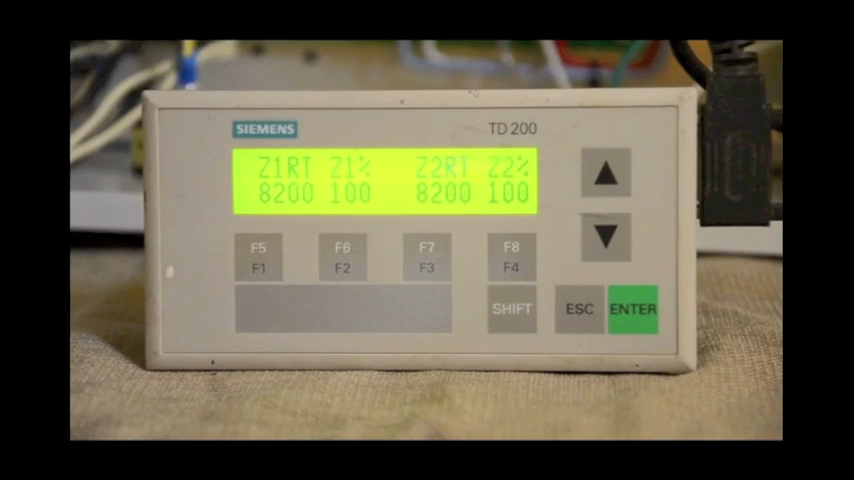 SIEMENS
TD 200
Z1RT Z1% Z2RT Z2%
8200 100 8200 100
F5 F6 F7 F8
F1 F2 F3 F4
SHIFT ESC ENTER